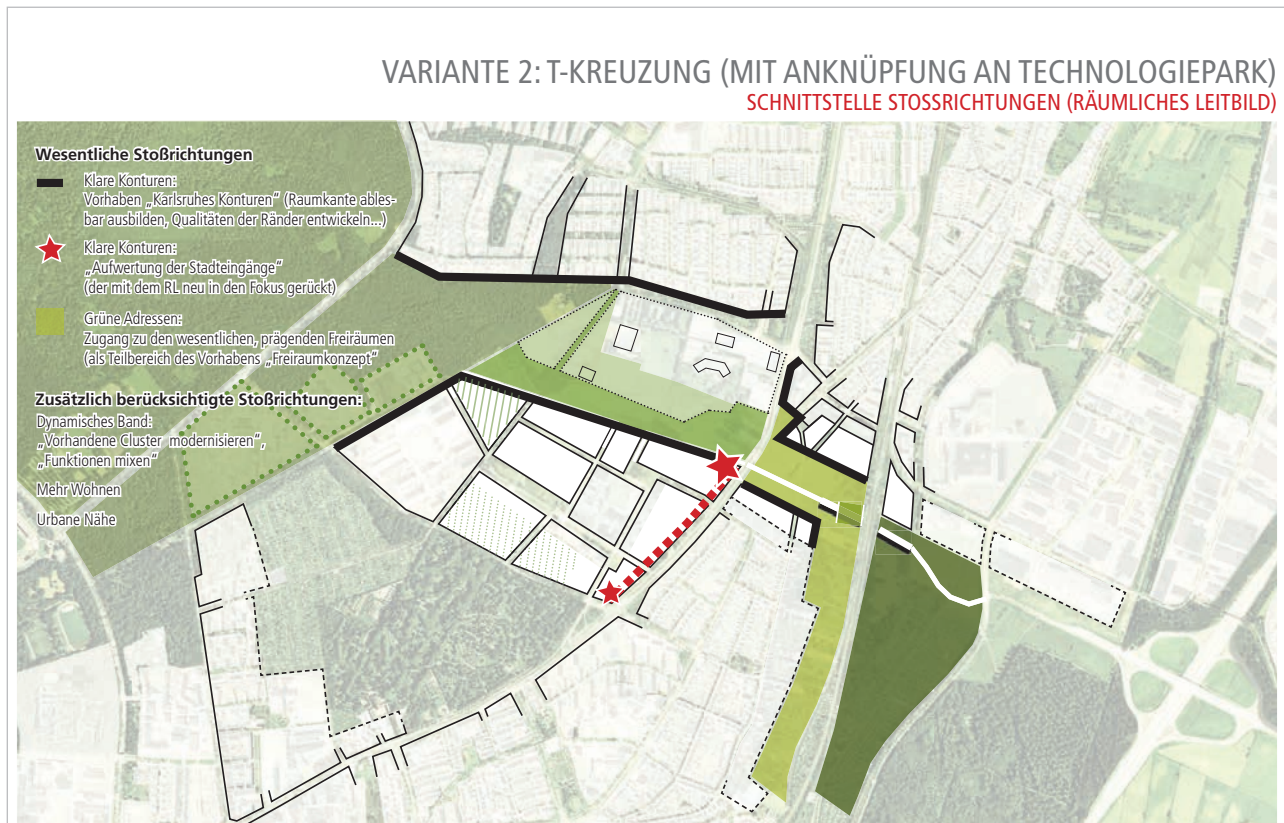 VARIANTE 2: T-KREUZUNG (MIT ANKNÜPFUNG AN TECHNOLOGIEPARK)
SCHNITTSTELLE STOSSRICHTUNGEN (RÄUMLICHES LEITBILD)
Wesentliche Stoßrichtungen
Klare Konturen:
Vorhaben „Karlsruhes Konturen" (Raumkante ables-
bar ausbilden, Qualitäten der Ränder entwickeln...)
Klare Konturen:
„Aufwertung der Stadteingänge"
(der mit dem RL neu in den Fokus gerückt)
Grüne Adressen:
Zugang zu den wesentlichen, prägenden Freiräumen
(als Teilbereich des Vorhabens „Freiraumkonzept"
Zusätzlich berücksichtigte Stoßrichtungen:
Dynamisches Band:
„Vorhandene Cluster modernisieren",
„Funktionen mixen"
Mehr Wohnen
Urbane Nähe